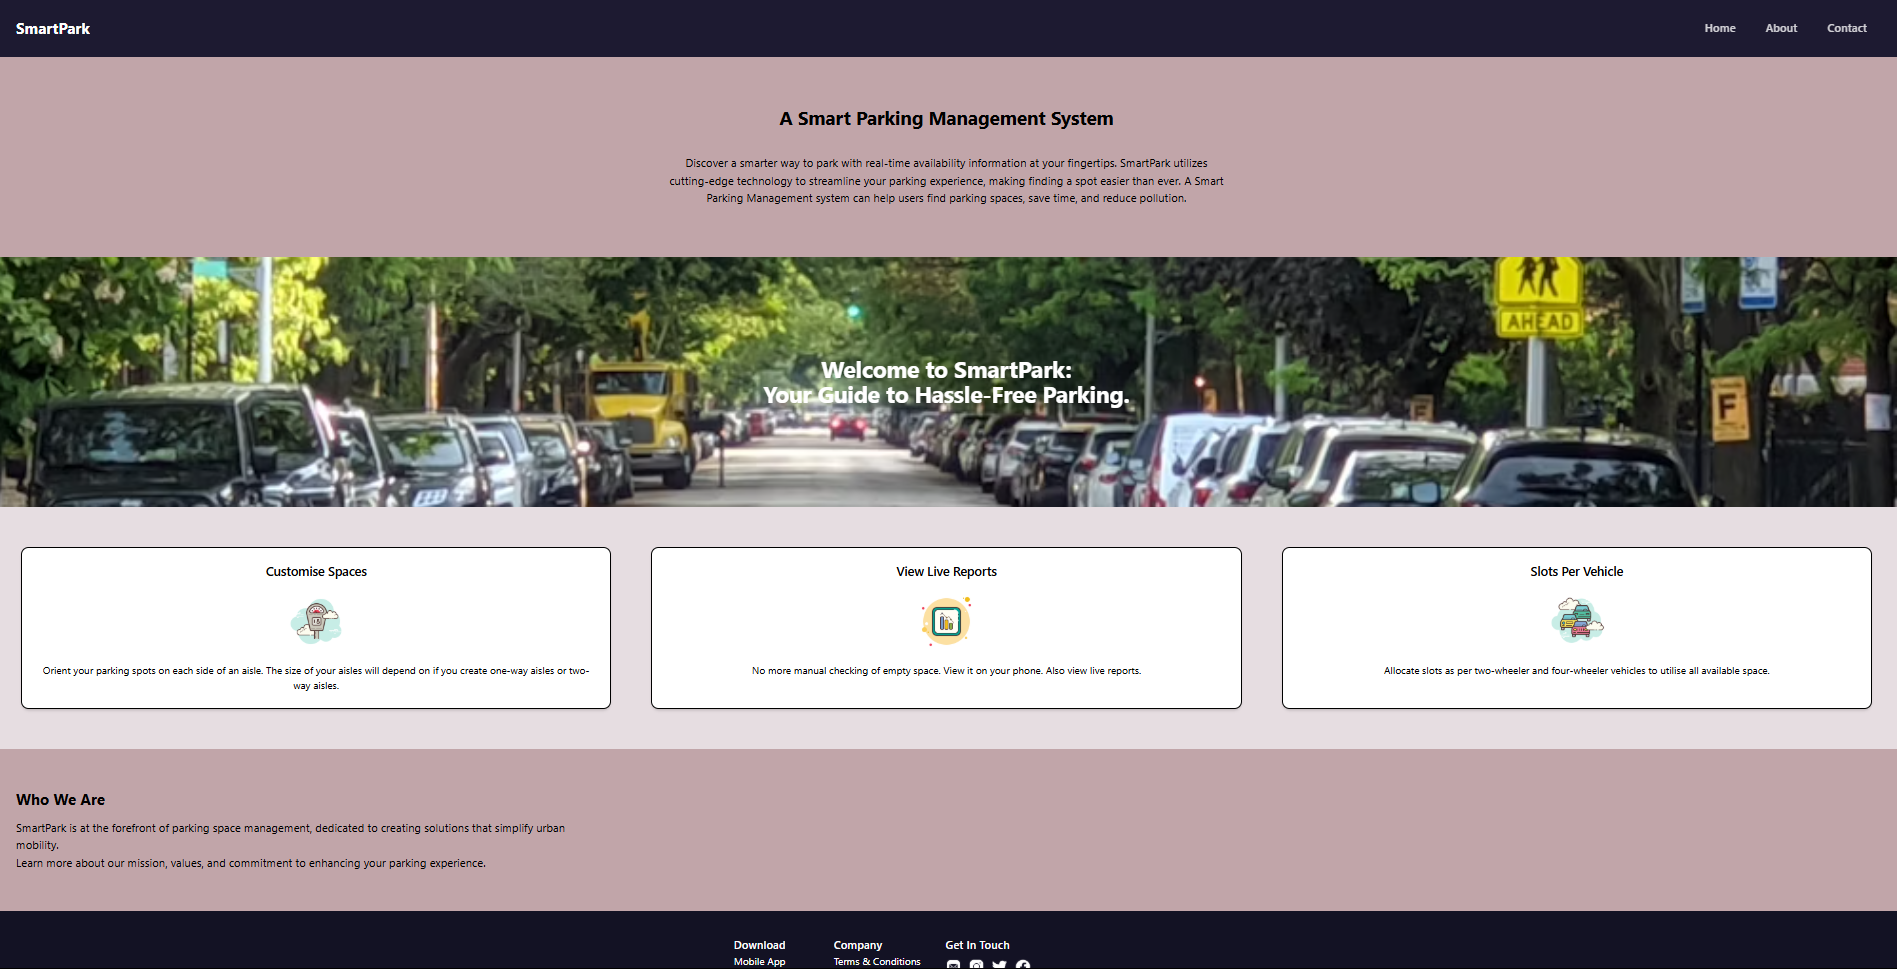 SmartPark
Home
About
Contact
A Smart Parking Management System
Discover a smarter way to park with real-time availability information at your fingertips. SmartPark utilizes
cutting-edge technology to streamline your parking experience, making finding a spot easier than ever. A Smart
Parking Management system can help users find parking spaces, save time, and reduce pollution.
AHEAD
F
F
Welcome to SmartPark:
Your Guide to Hassle-Free Parking.
Customise Spaces
Orient your parking spots on each side of an aisle. The size of your aisles will depend on if you create one-way aisles or two-
way aisles.
View Live Reports
No more manual checking of empty space. View it on your phone. Also view live reports.
Slots Per Vehicle
Allocate slots as per two-wheeler and four-wheeler vehicles to utilise all available space.
Who We Are
SmartPark is at the forefront of parking space management, dedicated to creating solutions that simplify urban
mobility.
Learn more about our mission, values, and commitment to enhancing your parking experience.
Download
Mobile App
Company
Terms & Conditions
Get In Touch